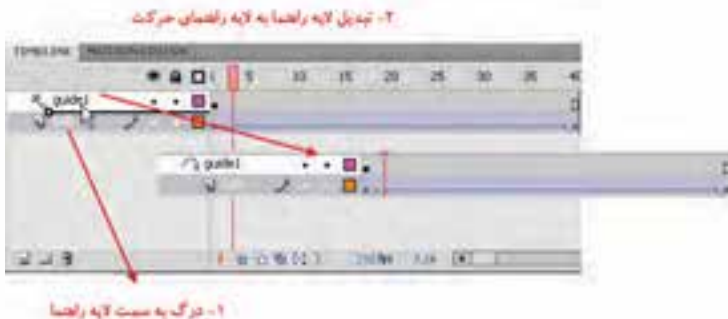 ۲- تبدیل لایه راهنما به لایه راهنمای حرکت
TIMELINE
5 10 15 20 25 30 35 40
guide1
guide1
۱- درگ به سمت لایه راهنما